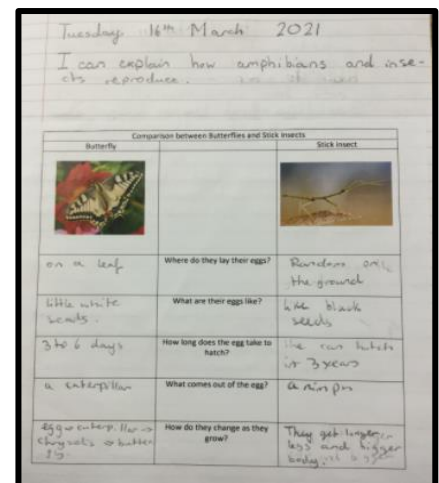 Tuesday 16th March 2021
I can explain how amphibians and inse-
cts reproduce.
Comparison between Butterflies and Stick Insects
Butterfly
Stick insect
on a leaf
Where do they lay their eggs?
Random on
the ground
little white
seeds.
What are their eggs like?
like black
seeds
3 to 6 days
How long does the egg take to
hatch?
can hatch
in 3 years
a caterpillar
What comes out of the egg?
a nimph
egg → caterpillar →
chrysalis → butter
fly.
How do they change as they
grow?
They get longer
legs and bigger
body.